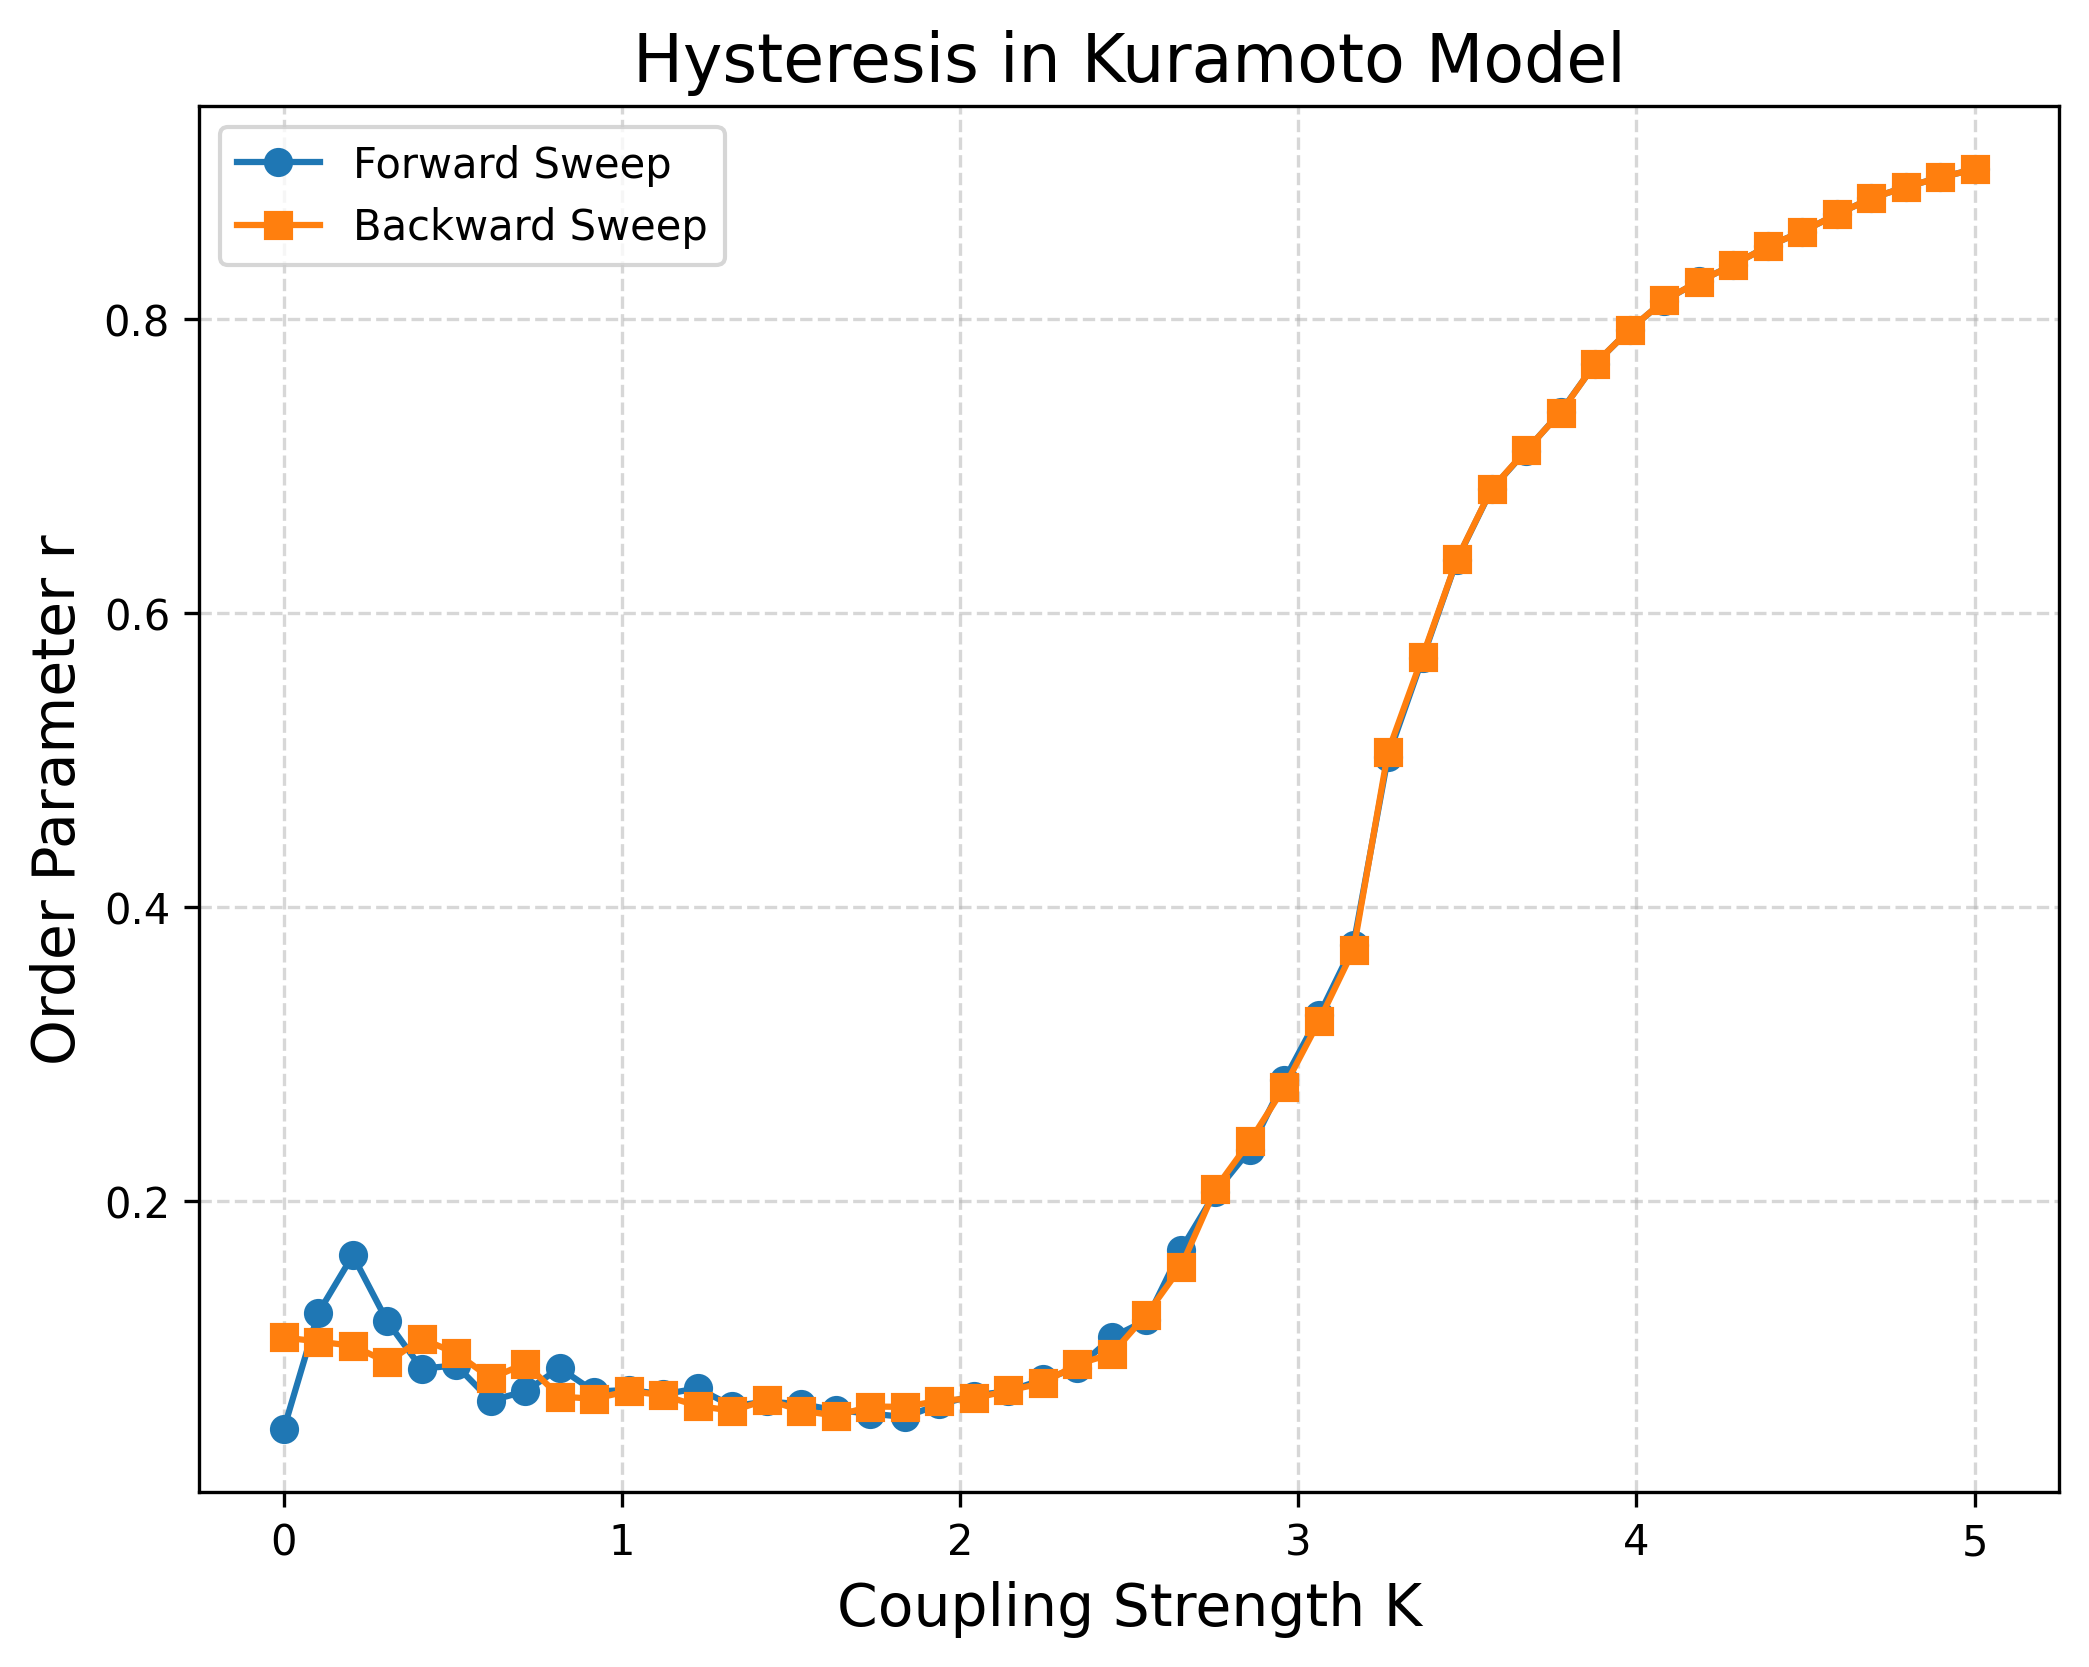 Hysteresis in Kuramoto Model
Forward Sweep
Backward Sweep
Order Parameter r
0.8
0.6
0.4
0.2
0 1 2 3 4 5
Coupling Strength K